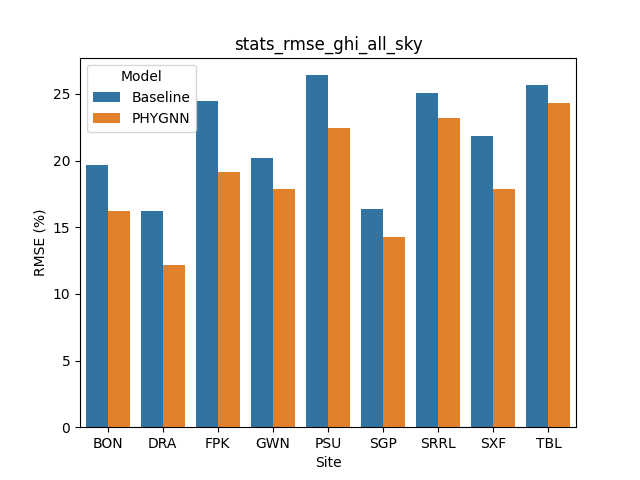 stats_rmse_ghi_all_sky
Model
Baseline
PHYGNN
RMSE (%)
25
20
15
10
5
0
BON DRA FPK GWN PSU SGP SRRL SXF TBL
Site